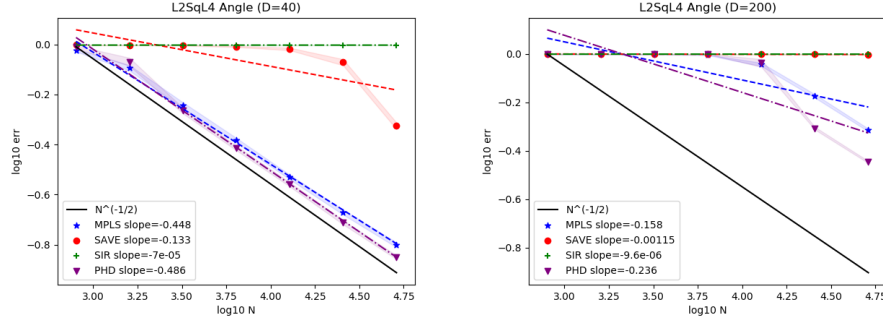 L2SqL4 Angle (D=40)
log10 err
0.0
−0.2
−0.4
−0.6
−0.8
N^(-1/2)
MPLS slope=-0.448
SAVE slope=-0.133
SIR slope=-7e-05
PHD slope=-0.486
3.00
3.25
3.50
3.75
4.00
4.25
4.50
4.75
log10 N
L2SqL4 Angle (D=200)
log10 err
0.0
−0.2
−0.4
−0.6
−0.8
N^(-1/2)
MPLS slope=-0.158
SAVE slope=-0.00115
SIR slope=-9.6e-06
PHD slope=-0.236
3.00
3.25
3.50
3.75
4.00
4.25
4.50
4.75
log10 N